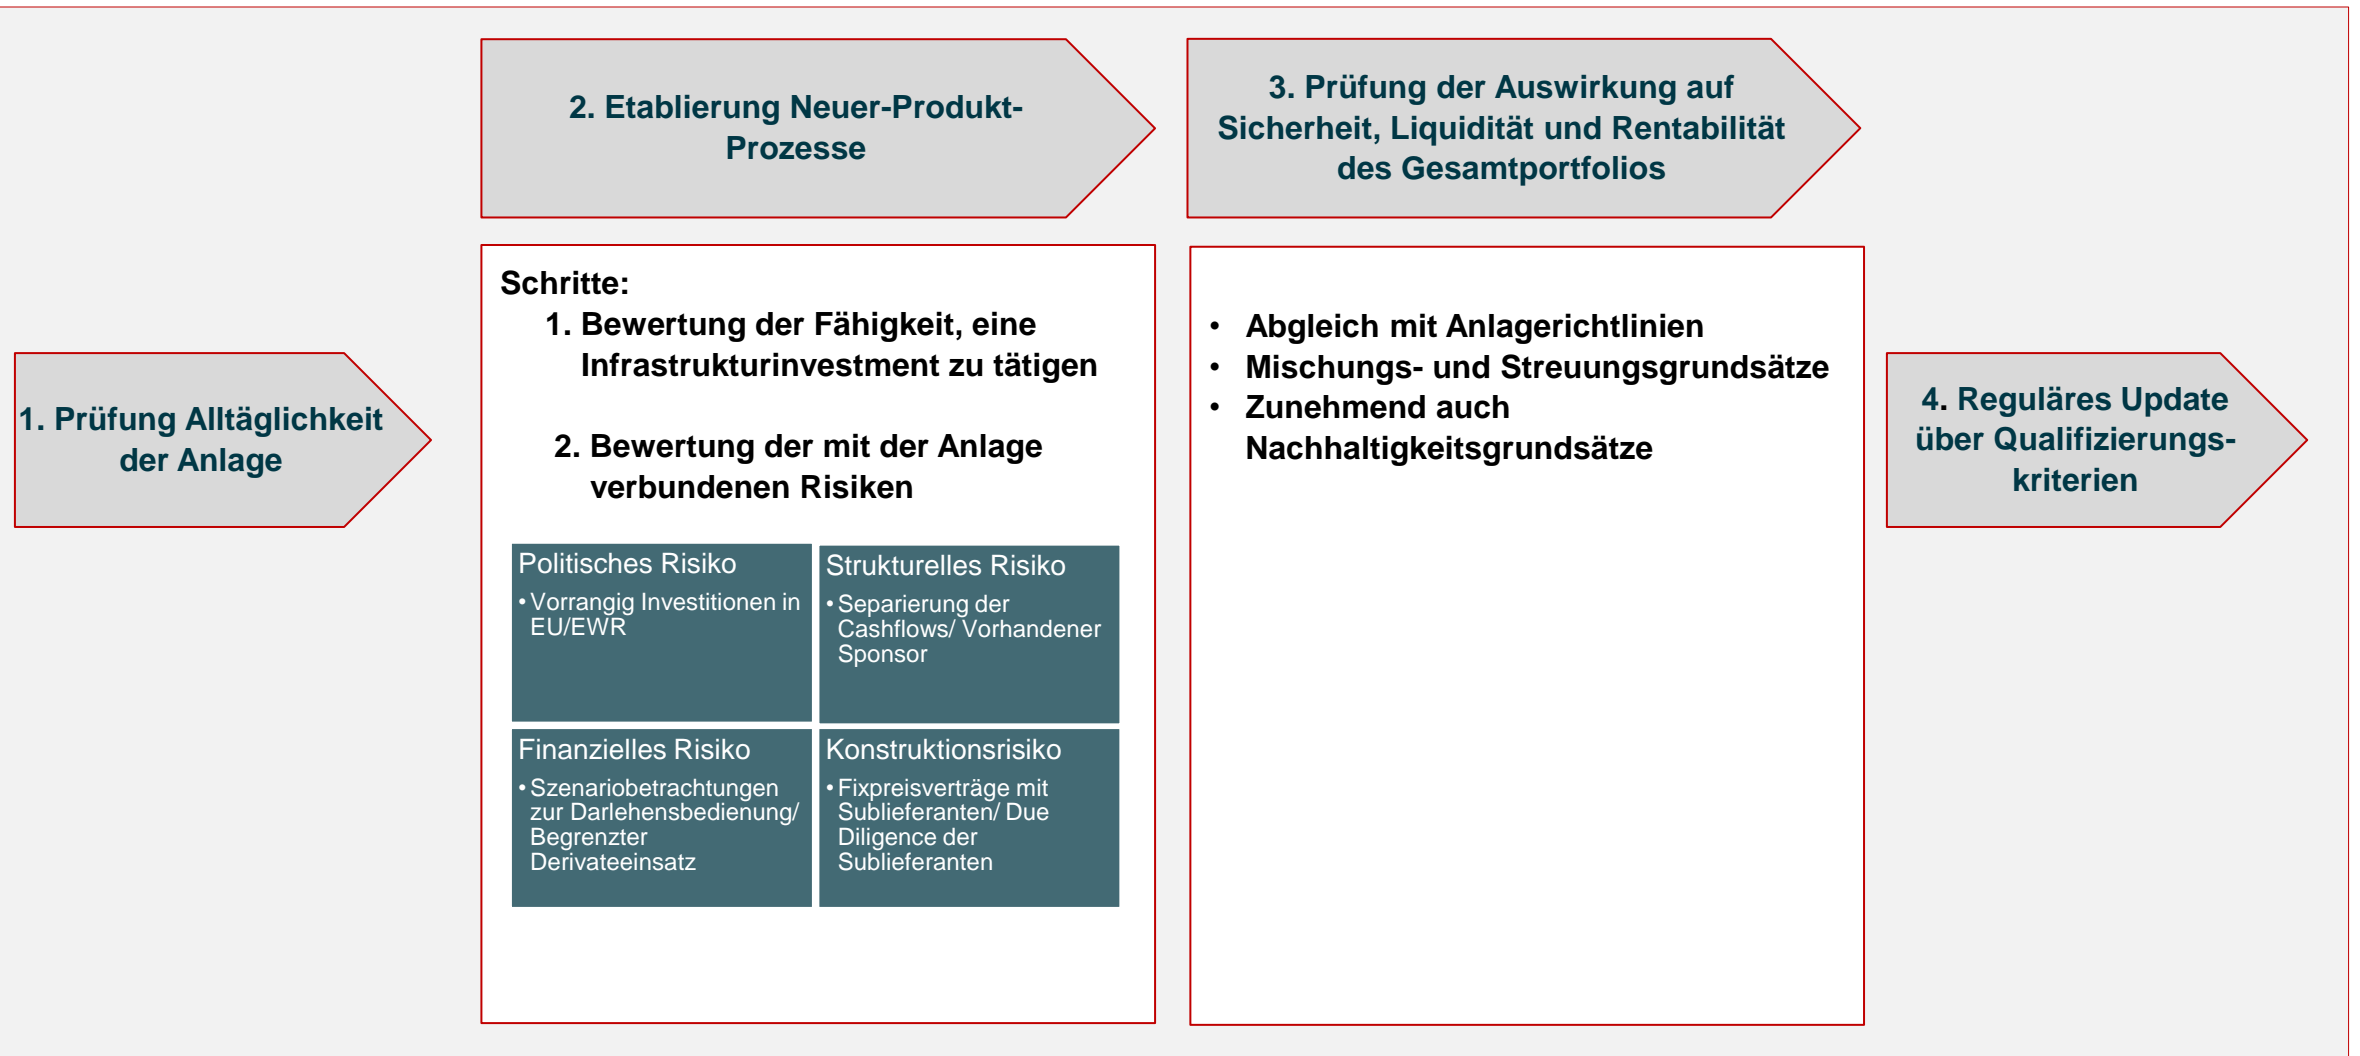 1. Prüfung Alltäglichkeit
der Anlage
2. Etablierung Neuer-Produkt-
Prozesse
Schritte:
1. Bewertung der Fähigkeit, eine
Infrastrukturinvestment zu tätigen
2. Bewertung der mit der Anlage
verbundenen Risiken
Politisches Risiko
• Vorrangig Investitionen in
EU/EWR
Strukturelles Risiko
• Separierung der
Cashflows/ Vorhandener
Sponsor
Finanzielles Risiko
• Szenariobetrachtungen
zur Darlehensbedienung/
Begrenzter
Derivateeinsatz
Konstruktionsrisiko
• Fixpreisverträge mit
Sublieferanten/ Due
Diligence der
Sublieferanten
3. Prüfung der Auswirkung auf
Sicherheit, Liquidität und Rentabilität
des Gesamtportfolios
• Abgleich mit Anlagerichtlinien
• Mischungs- und Streuungsgrundsätze
• Zunehmend auch
Nachhaltigkeitsgrundsätze
4. Reguläres Update
über Qualifizierungs-
kriterien